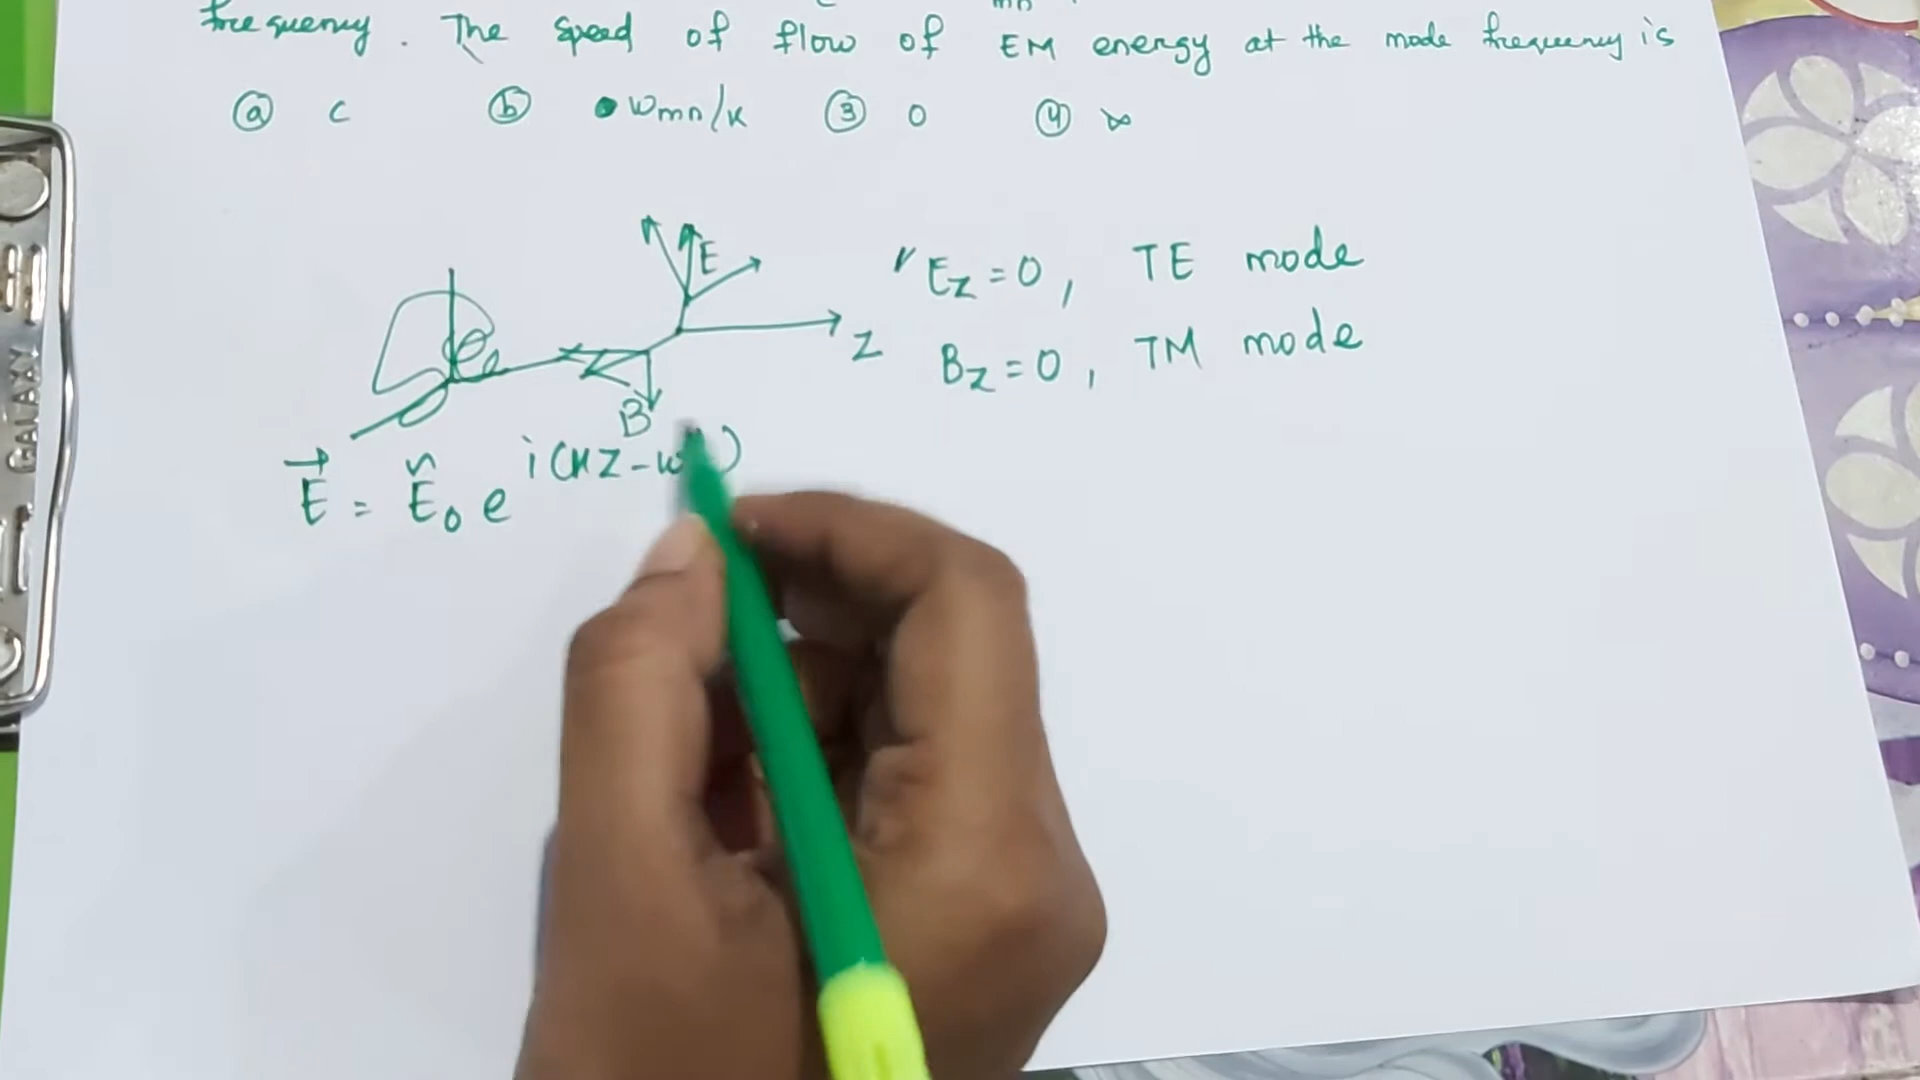 frequency. The speed of flow of EM energy at the mode frequency is
ⓐ c ⓑ ωmn/k ③ 0 ④ ∞
E
Ez = 0, TE mode
z
Bz = 0, TM mode
B
E = E0 e i(kz-ω )
GALAXY